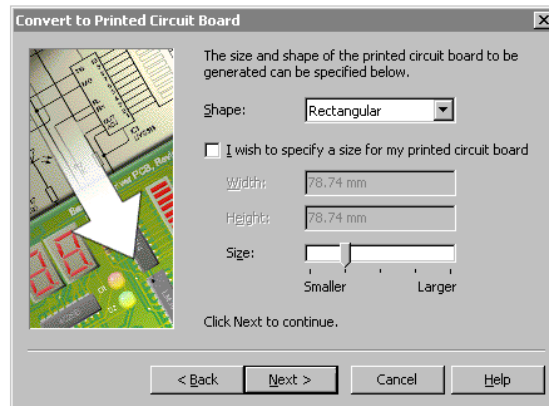 Convert to Printed Circuit Board
The size and shape of the printed circuit board to be
generated can be specified below.
Shape:
Rectangular
I wish to specify a size for my printed circuit board
Width:
78.74 mm
Height:
78.74 mm
Size:
Smaller
Larger
Click Next to continue.
< Back
Next >
Cancel
Help